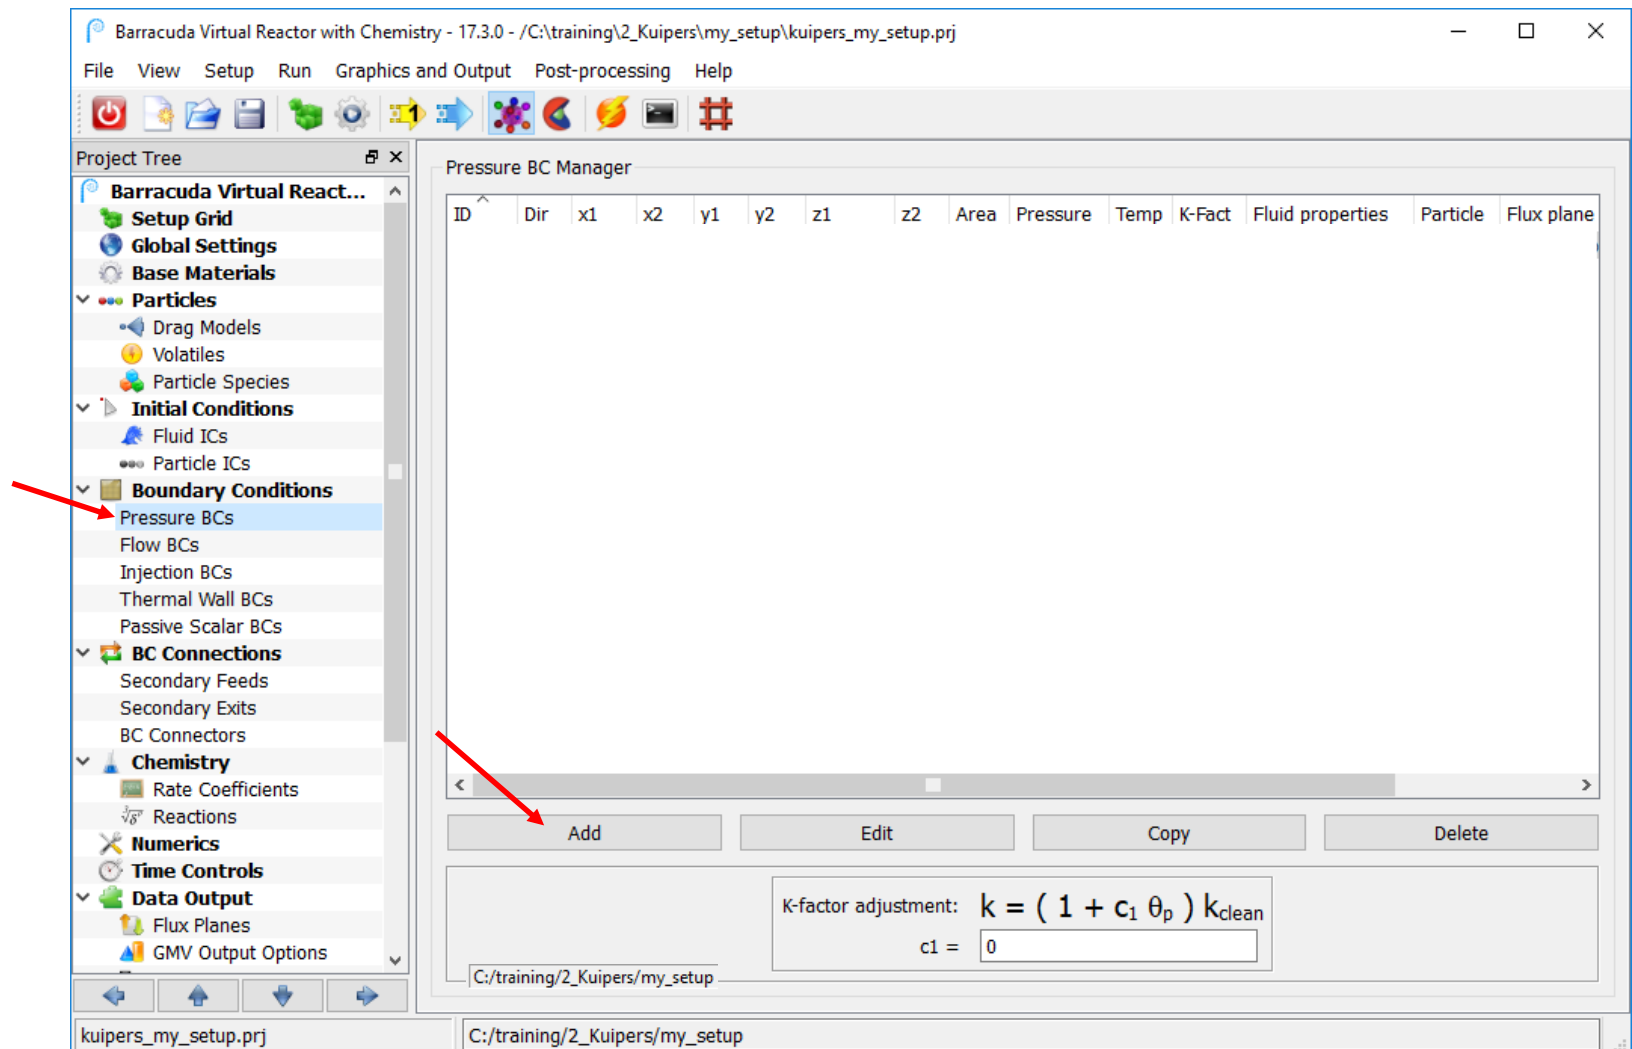 Barracuda Virtual Reactor with Chemistry - 17.3.0 - /C:\training\2_Kuipers\my_setup\kuipers_my_setup.prj
File View Setup Run Graphics and Output Post-processing Help
1
Project Tree
Barracuda Virtual React...
Setup Grid
Global Settings
Base Materials
Particles
Drag Models
Volatiles
Particle Species
Initial Conditions
Fluid ICs
Particle ICs
Boundary Conditions
Pressure BCs
Flow BCs
Injection BCs
Thermal Wall BCs
Passive Scalar BCs
BC Connections
Secondary Feeds
Secondary Exits
BC Connectors
Chemistry
Rate Coefficients
Reactions
Numerics
Time Controls
Data Output
Flux Planes
GMV Output Options
Pressure BC Manager
ID Dir x1 x2 y1 y2 z1 z2 Area Pressure Temp K-Fact Fluid properties Particle Flux plane
Add Edit Copy Delete
K-factor adjustment: k = ( 1 + c₁ θₚ ) k_clean
c1 = 0
C:/training/2_Kuipers/my_setup
kuipers_my_setup.prj C:/training/2_Kuipers/my_setup